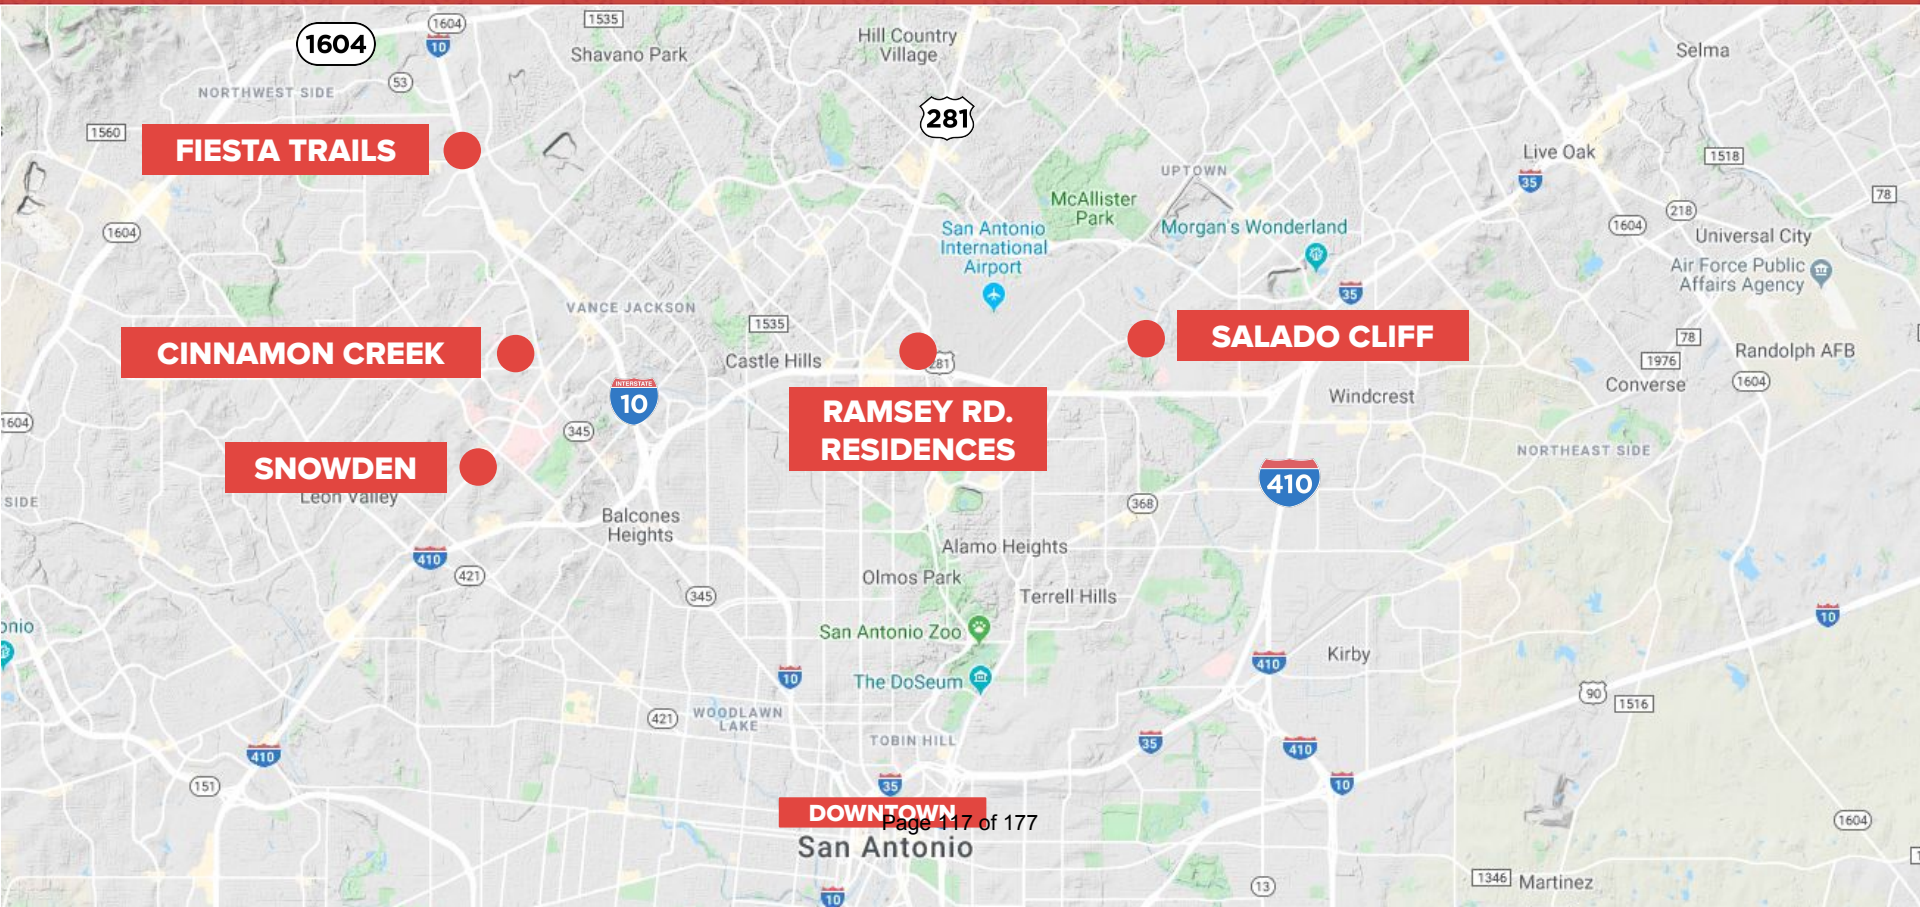 1604
1604
10
1535
Shavano Park
Hill Country
Village
Selma
53
NORTHWEST SIDE
281
1560
FIESTA TRAILS
Live Oak
1518
35
UPTOWN
78
McAllister
Park
218
1604
1604
San Antonio
International
Airport
Morgan's Wonderland
Universal City
Air Force Public
Affairs Agency
35
VANCE JACKSON
1535
CINNAMON CREEK
Castle Hills
281
SALADO CLIFF
78
1976
Randolph AFB
Converse
1604
INTERSTATE
10
RAMSEY RD.
RESIDENCES
Windcrest
1604
345
SNOWDEN
Leon Valley
NORTHEAST SIDE
410
SIDE
368
Balcones
Heights
410
421
Alamo Heights
Olmos Park
345
Terrell Hills
onio
San Antonio Zoo
10
410
Kirby
10
The DoSeum
90
1516
421
WOODLAWN
LAKE
TOBIN HILL
35
410
410
151
35
10
DOWNTOWN
Page 117 of 177
San Antonio
1604
10
13
1346
Martinez